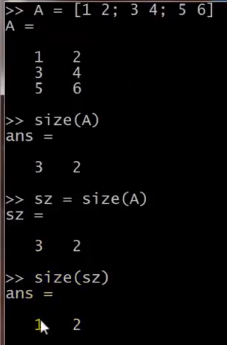 >> A = [1 2; 3 4; 5 6]
A =
1 2
3 4
5 6
>> size(A)
ans =
3 2
>> sz = size(A)
sz =
3 2
>> size(sz)
ans =
1 2